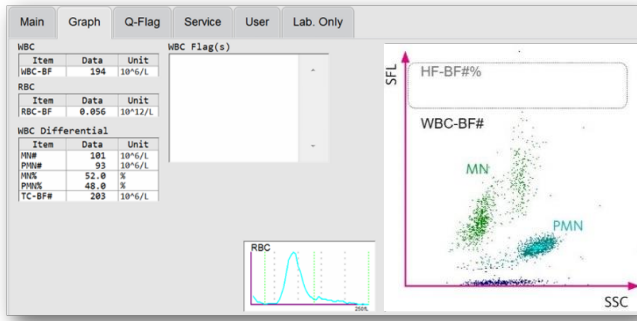 Main Graph Q-Flag Service User Lab. Only
WBC
Item Data Unit
WBC-BF 194 10^6/L
RBC
Item Data Unit
RBC-BF 0.056 10^12/L
WBC Differential
Item Data Unit
MN# 101 10^6/L
PMN# 93 10^6/L
MN% 52.0 %
PMN% 48.0 %
TC-BF# 203 10^6/L
WBC Flag(s)
RBC
250fL
SFL
HF-BF#%
WBC-BF#
MN
PMN
SSC